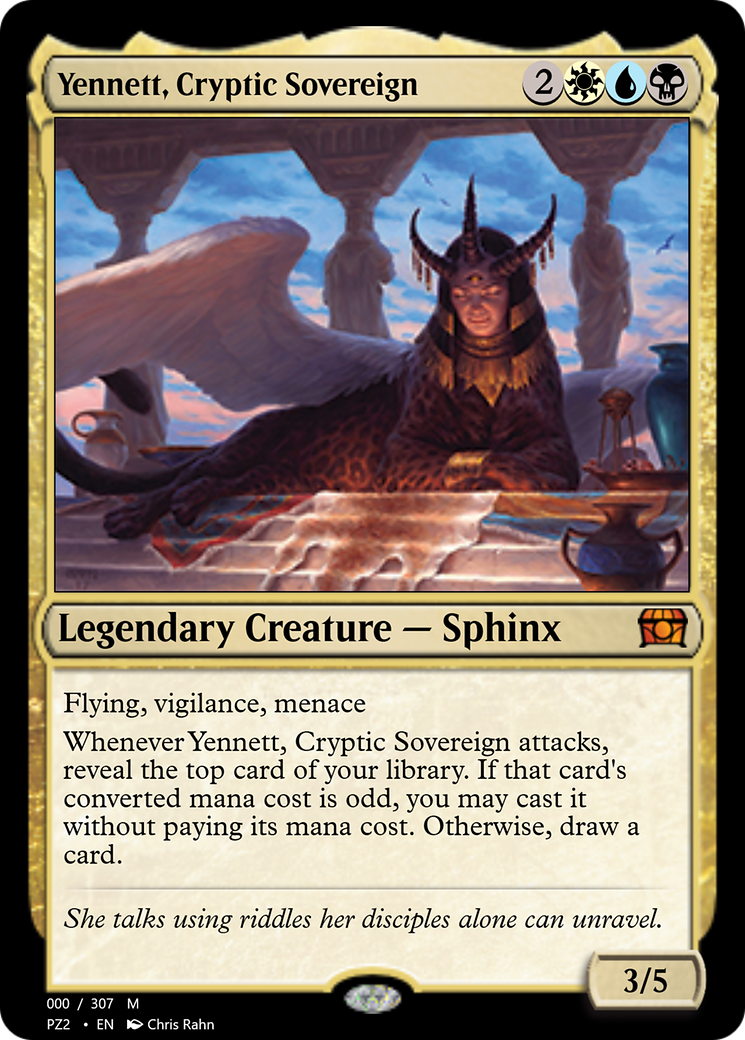 Yennett, Cryptic Sovereign 2
Legendary Creature — Sphinx
Flying, vigilance, menace
Whenever Yennett, Cryptic Sovereign attacks,
reveal the top card of your library. If that card's
converted mana cost is odd, you may cast it
without paying its mana cost. Otherwise, draw a
card.
She talks using riddles her disciples alone can unravel.
3/5
000 / 307 M
PZ2 • EN Chris Rahn